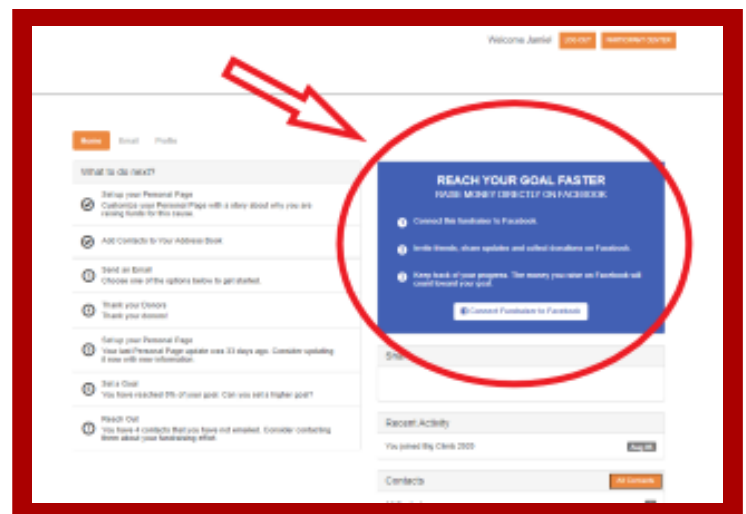 Welcome Jamie!
LOG OUT
PARTICIPANT CENTER
Home
Email
Profile
What to do next?
Set up your Personal Page
Customize your Personal Page with a story about why you are
raising funds for this cause.
Add Contacts to Your Address Book
Send an Email
Choose one of the options below to get started.
Thank your Donors
Thank your donors!
Set up your Personal Page
Your last Personal Page update was 33 days ago. Consider updating
it now with new information.
Set a Goal
You have reached 0% of your goal. Can you set a higher goal?
Reach Out
You have 4 contacts that you have not emailed. Consider contacting
them about your fundraising effort.
REACH YOUR GOAL FASTER
RAISE MONEY DIRECTLY ON FACEBOOK
Connect this fundraiser to Facebook.
Invite friends, share updates and collect donations on Facebook.
Keep track of your progress. The money you raise on Facebook will
count toward your goal.
Connect Fundraiser to Facebook
Recent Activity
You joined Big Climb 2020
Contacts
All Contacts